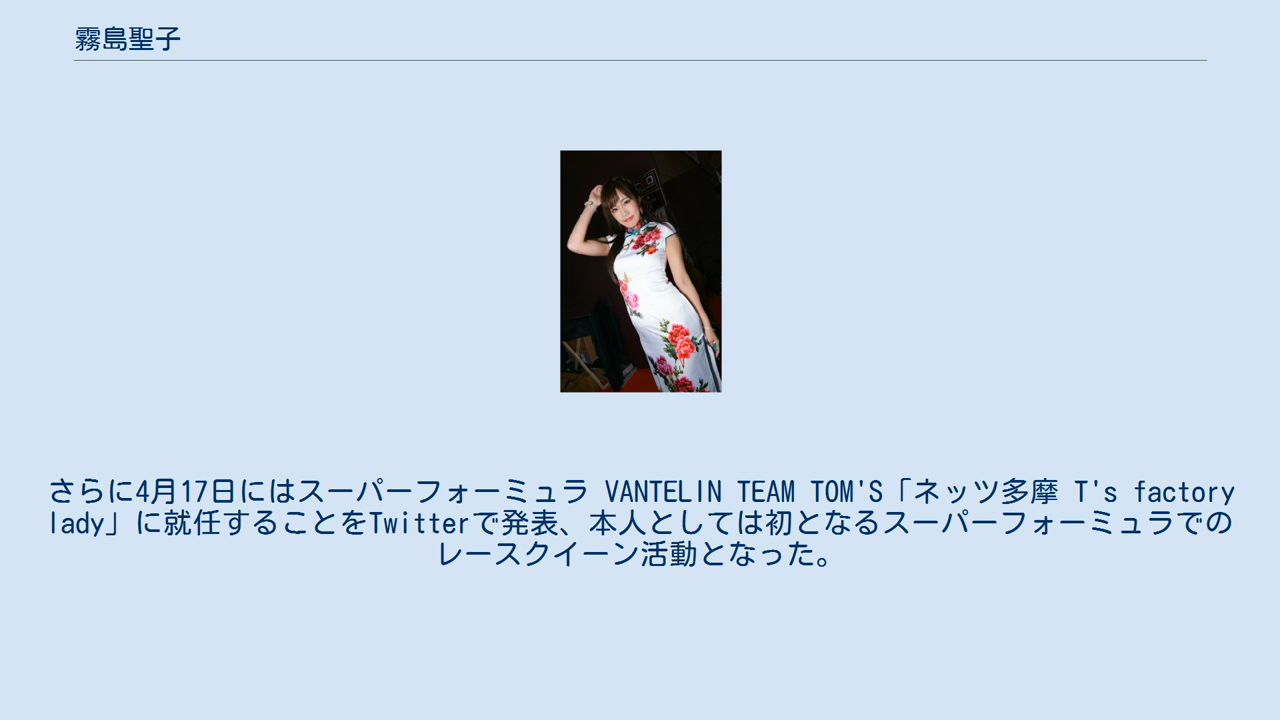 霧島聖子
さらに4月17日にはスーパーフォーミュラ VANTELIN TEAM TOM'S「ネッツ多摩 T's factory
lady」に就任することをTwitterで発表、本人としては初となるスーパーフォーミュラでの
レースクイーン活動となった。